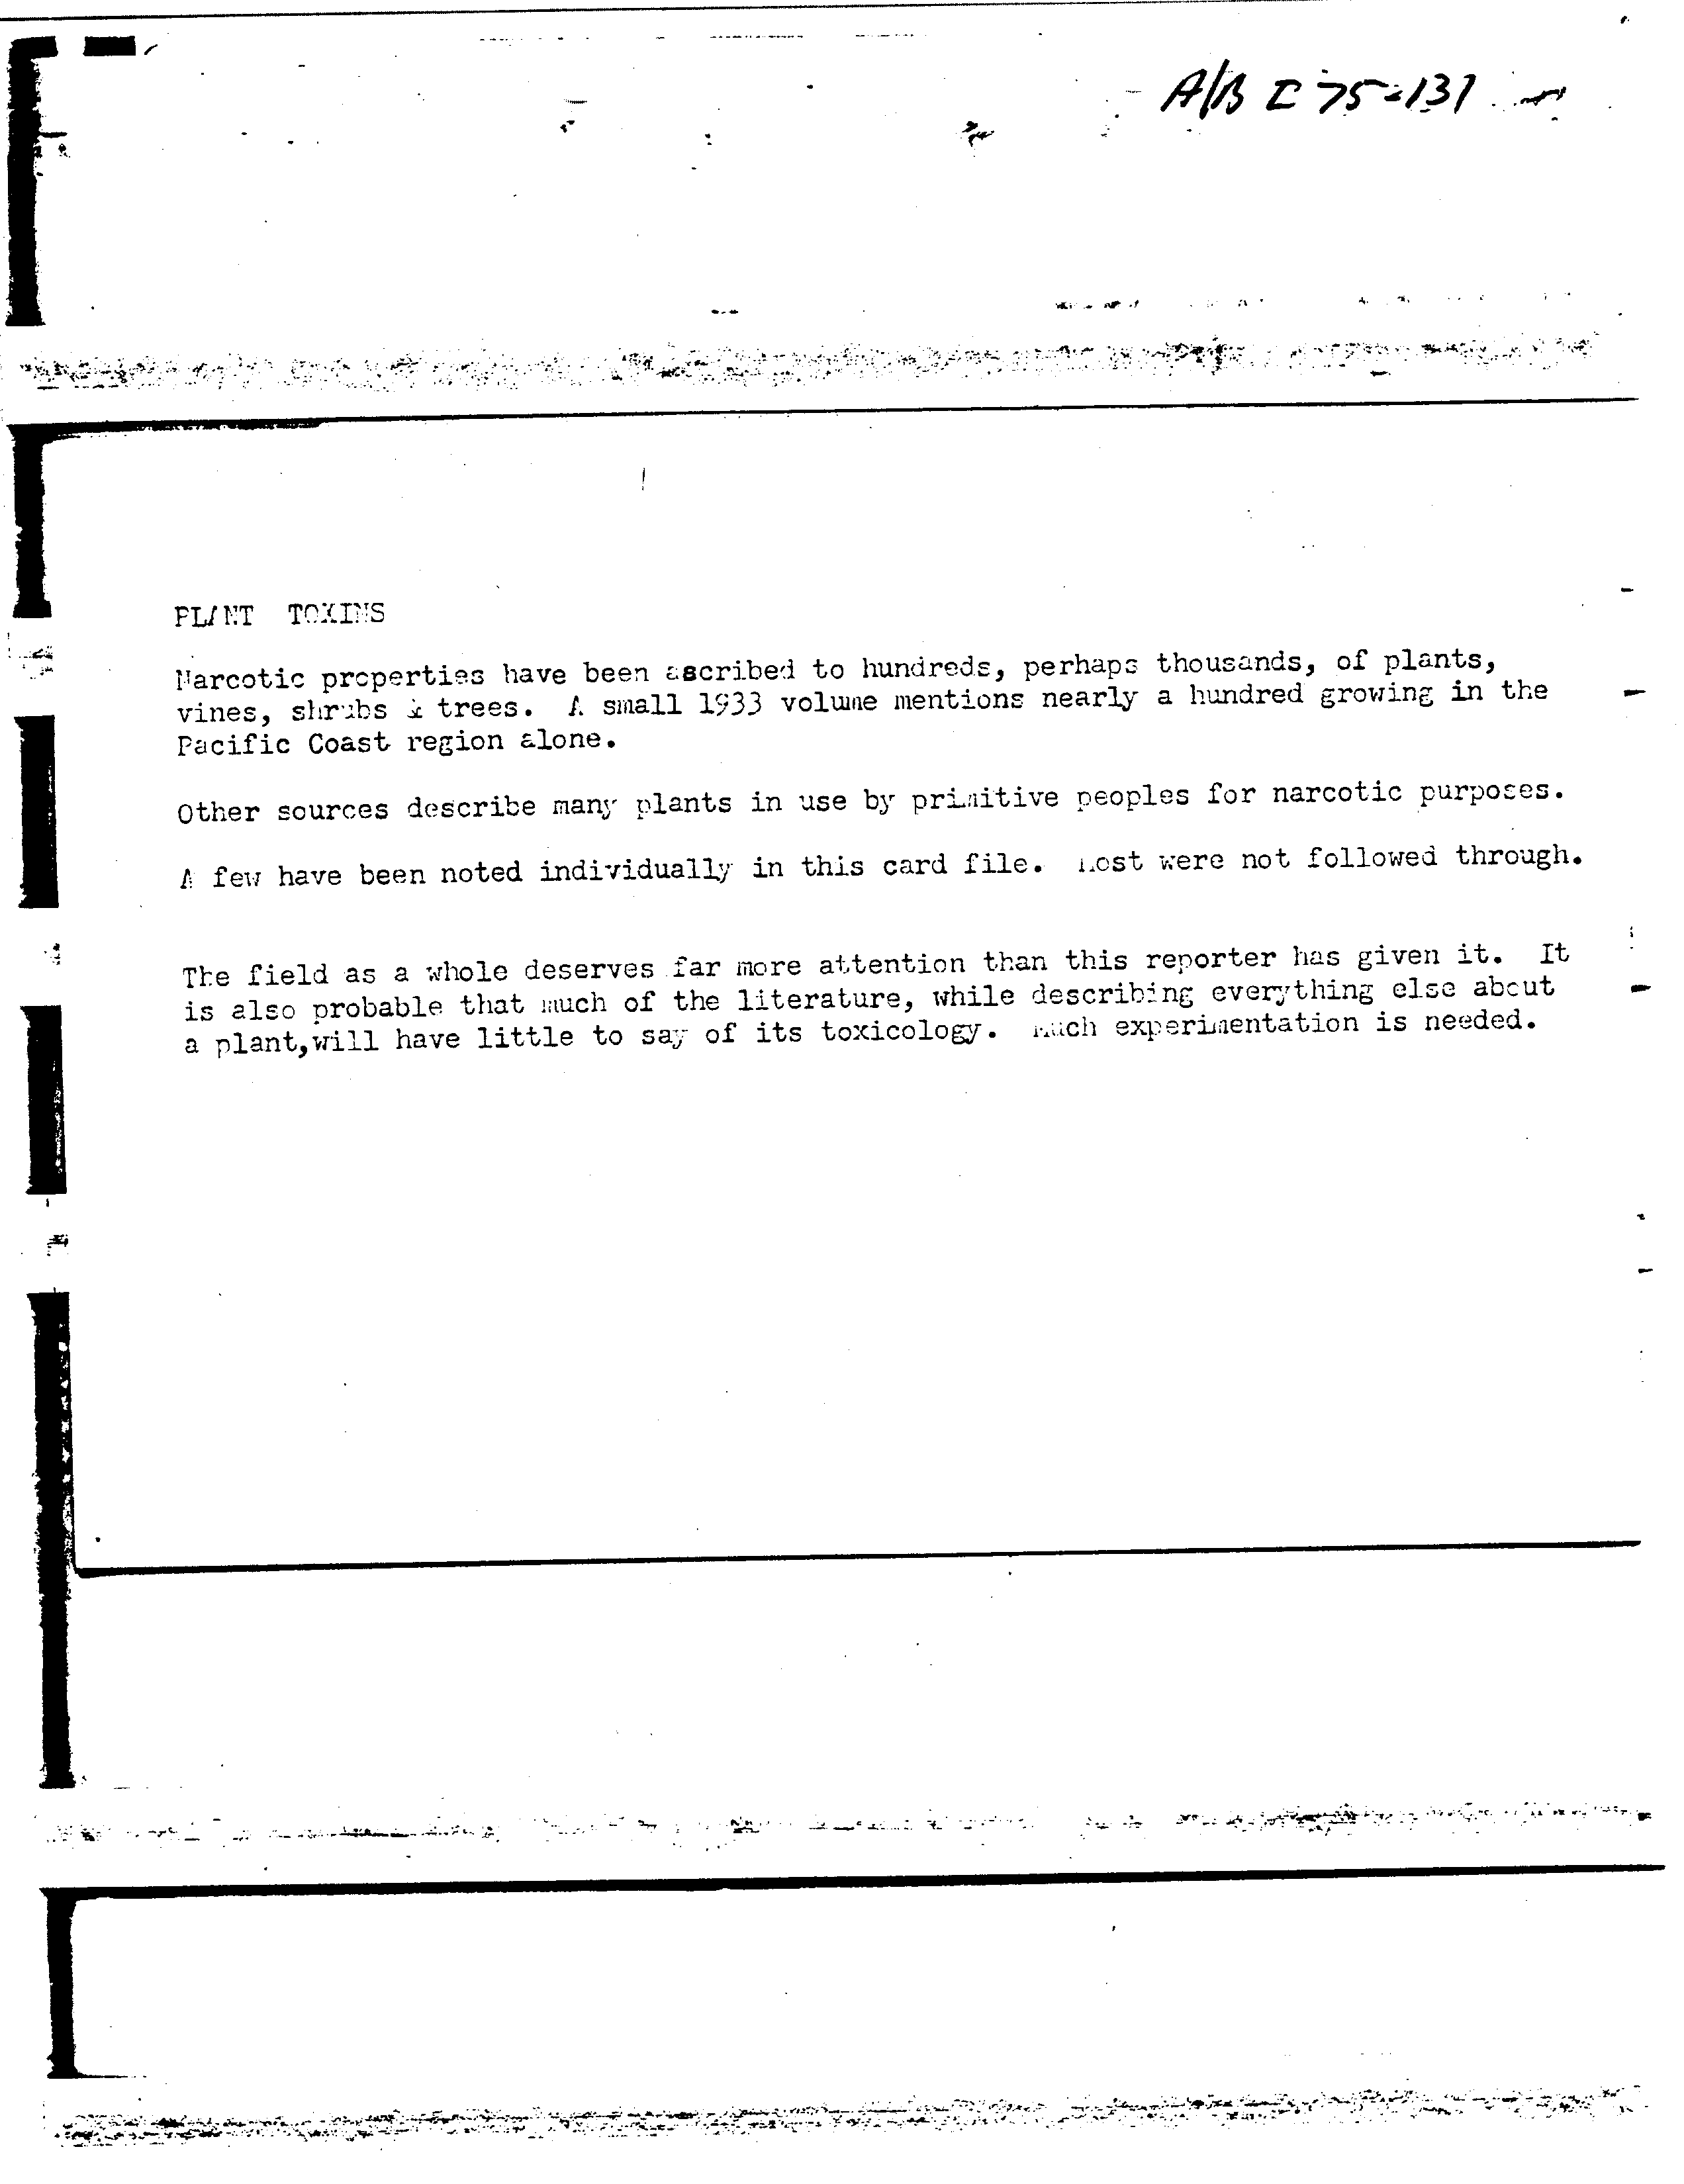 A/B I 75-131
PLANT TOXINS
Narcotic properties have been ascribed to hundreds, perhaps thousands, of plants,
vines, shrubs & trees. A small 1933 volume mentions nearly a hundred growing in the
Pacific Coast region alone.
Other sources describe many plants in use by primitive peoples for narcotic purposes.
A few have been noted individually in this card file. Most were not followed through.
The field as a whole deserves far more attention than this reporter has given it. It
is also probable that much of the literature, while describing everything else about
a plant,will have little to say of its toxicology. Much experimentation is needed.